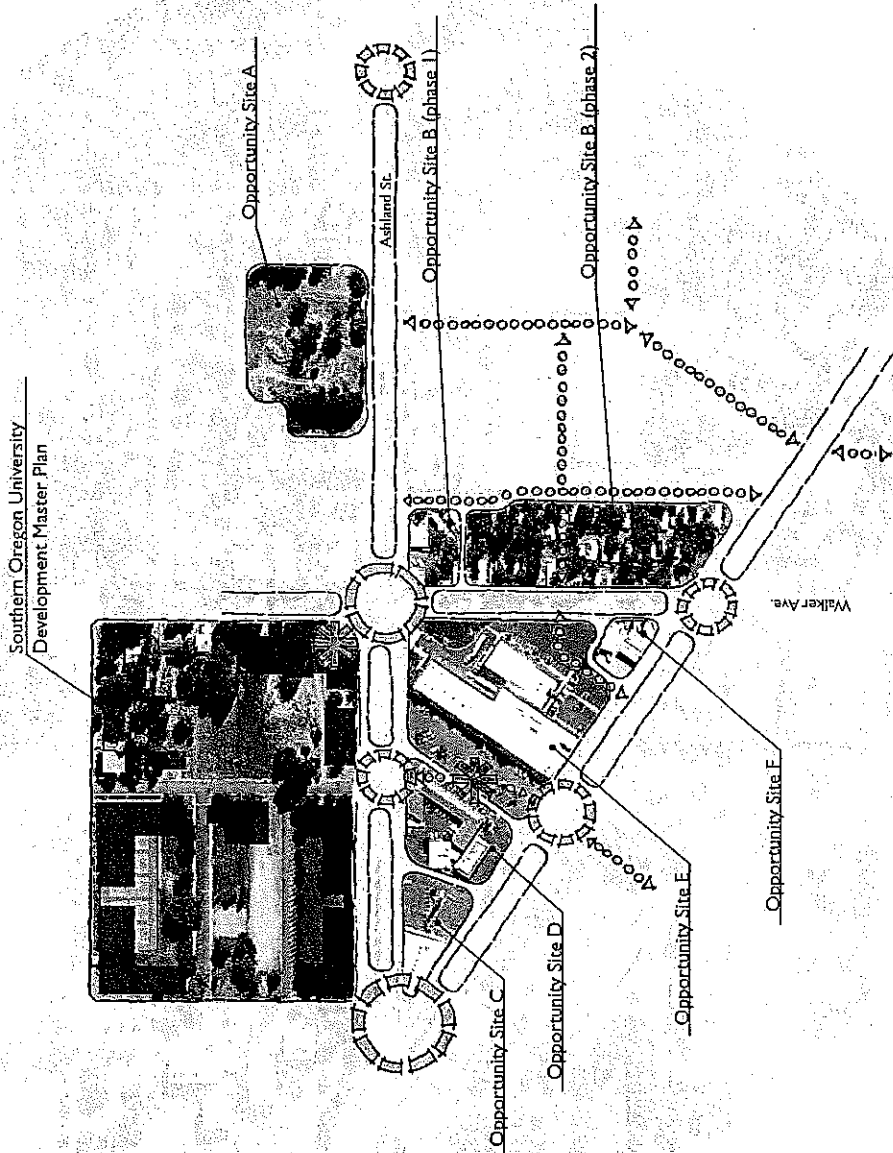 Southern Oregon University
Development Master Plan
Opportunity Site A
Ashland St.
Opportunity Site B (phase 1)
Opportunity Site B (phase 2)
Walker Ave.
Opportunity Site C
Opportunity Site D
Opportunity Site E
Opportunity Site F